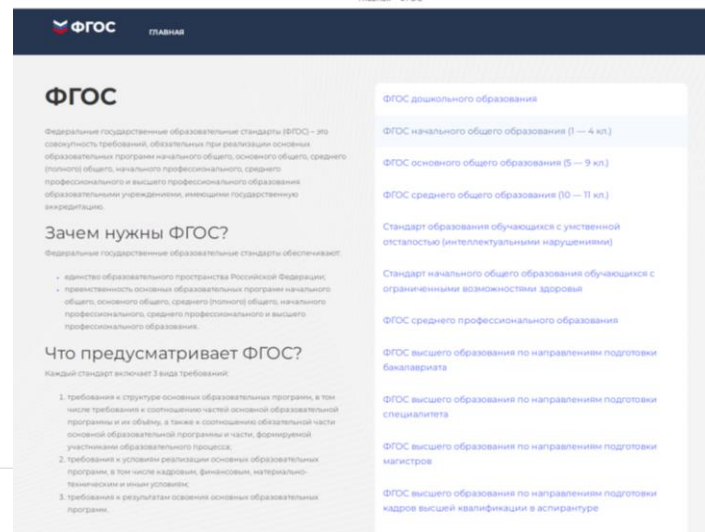 ФГОС
ГЛАВНАЯ
ФГОС
Федеральные государственные образовательные стандарты (ФГОС) – это
совокупность требований, обязательных при реализации основных
образовательных программ начального общего, основного общего, среднего
(полного) общего, начального профессионального, среднего
профессионального и высшего профессионального образования
образовательными учреждениями, имеющими государственную
аккредитацию.
Зачем нужны ФГОС?
Федеральные государственные образовательные стандарты обеспечивают:
единство образовательного пространства Российской Федерации;
преемственность основных образовательных программ начального
общего, основного общего, среднего (полного) общего, начального
профессионального, среднего профессионального и высшего
профессионального образования.
Что предусматривает ФГОС?
Каждый стандарт включает 3 вида требований:
1. требования к структуре основных образовательных программ, в том
числе требования к соотношению частей основной образовательной
программы и их объёму, а также к соотношению обязательной части
основной образовательной программы и части, формируемой
участниками образовательного процесса;
2. требования к условиям реализации основных образовательных
программ, в том числе кадровым, финансовым, материально-
техническим и иным условиям;
3. требования к результатам освоения основных образовательных
программ.
ФГОС дошкольного образования
ФГОС начального общего образования (1 — 4 кл.)
ФГОС основного общего образования (5 — 9 кл.)
ФГОС среднего общего образования (10 — 11 кл.)
Стандарт образования обучающихся с умственной
отсталостью (интеллектуальными нарушениями)
Стандарт начального общего образования обучающихся с
ограниченными возможностями здоровья
ФГОС среднего профессионального образования
ФГОС высшего образования по направлениям подготовки
бакалавриата
ФГОС высшего образования по направлениям подготовки
специалитета
ФГОС высшего образования по направлениям подготовки
магистров
ФГОС высшего образования по направлениям подготовки
кадров высшей квалификации в аспирантуре